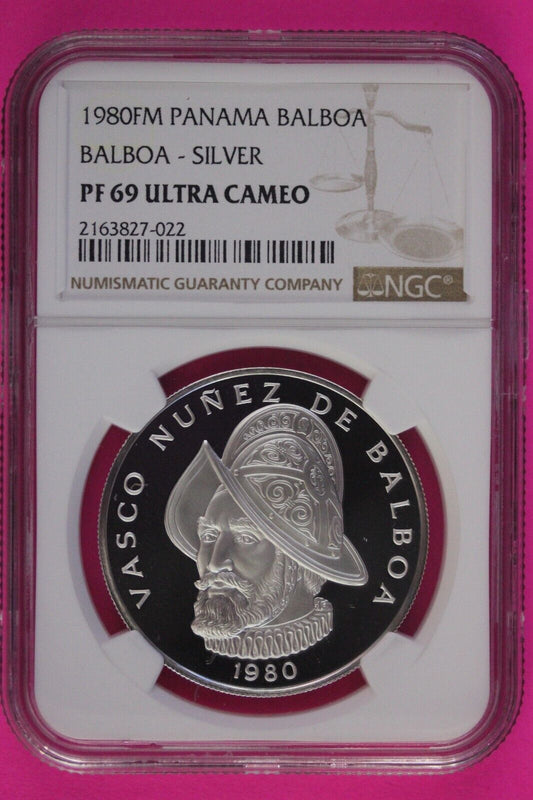 1980FM PANAMA BALBOA
BALBOA - SILVER
PF 69 ULTRA CAMEO
2163827-022
NUMISMATIC GUARANTY COMPANY
NGC®
VASCO NUÑEZ DE BALBOA
1980